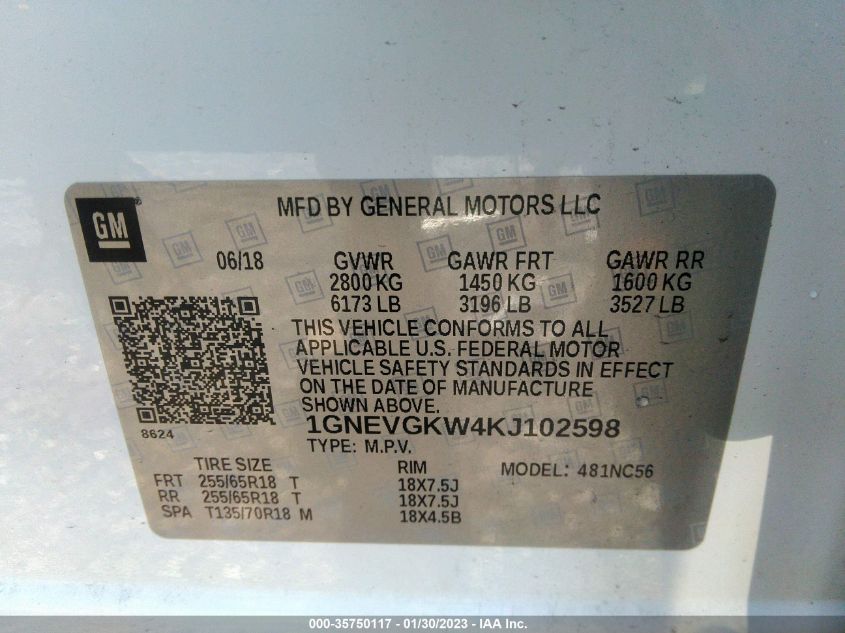 GM
MFD BY GENERAL MOTORS LLC
06/18 GVWR GAWR FRT GAWR RR
2800 KG 1450 KG 1600 KG
6173 LB 3196 LB 3527 LB
THIS VEHICLE CONFORMS TO ALL
APPLICABLE U.S. FEDERAL MOTOR
VEHICLE SAFETY STANDARDS IN EFFECT
ON THE DATE OF MANUFACTURE
SHOWN ABOVE.
8624
1GNEVGKW4KJ102598
TYPE: M.P.V.
TIRE SIZE RIM MODEL: 481NC56
FRT 255/65R18 T 18X7.5J
RR 255/65R18 T 18X7.5J
SPA T135/70R18 M 18X4.5B
000-35750117 - 01/30/2023 - IAA Inc.